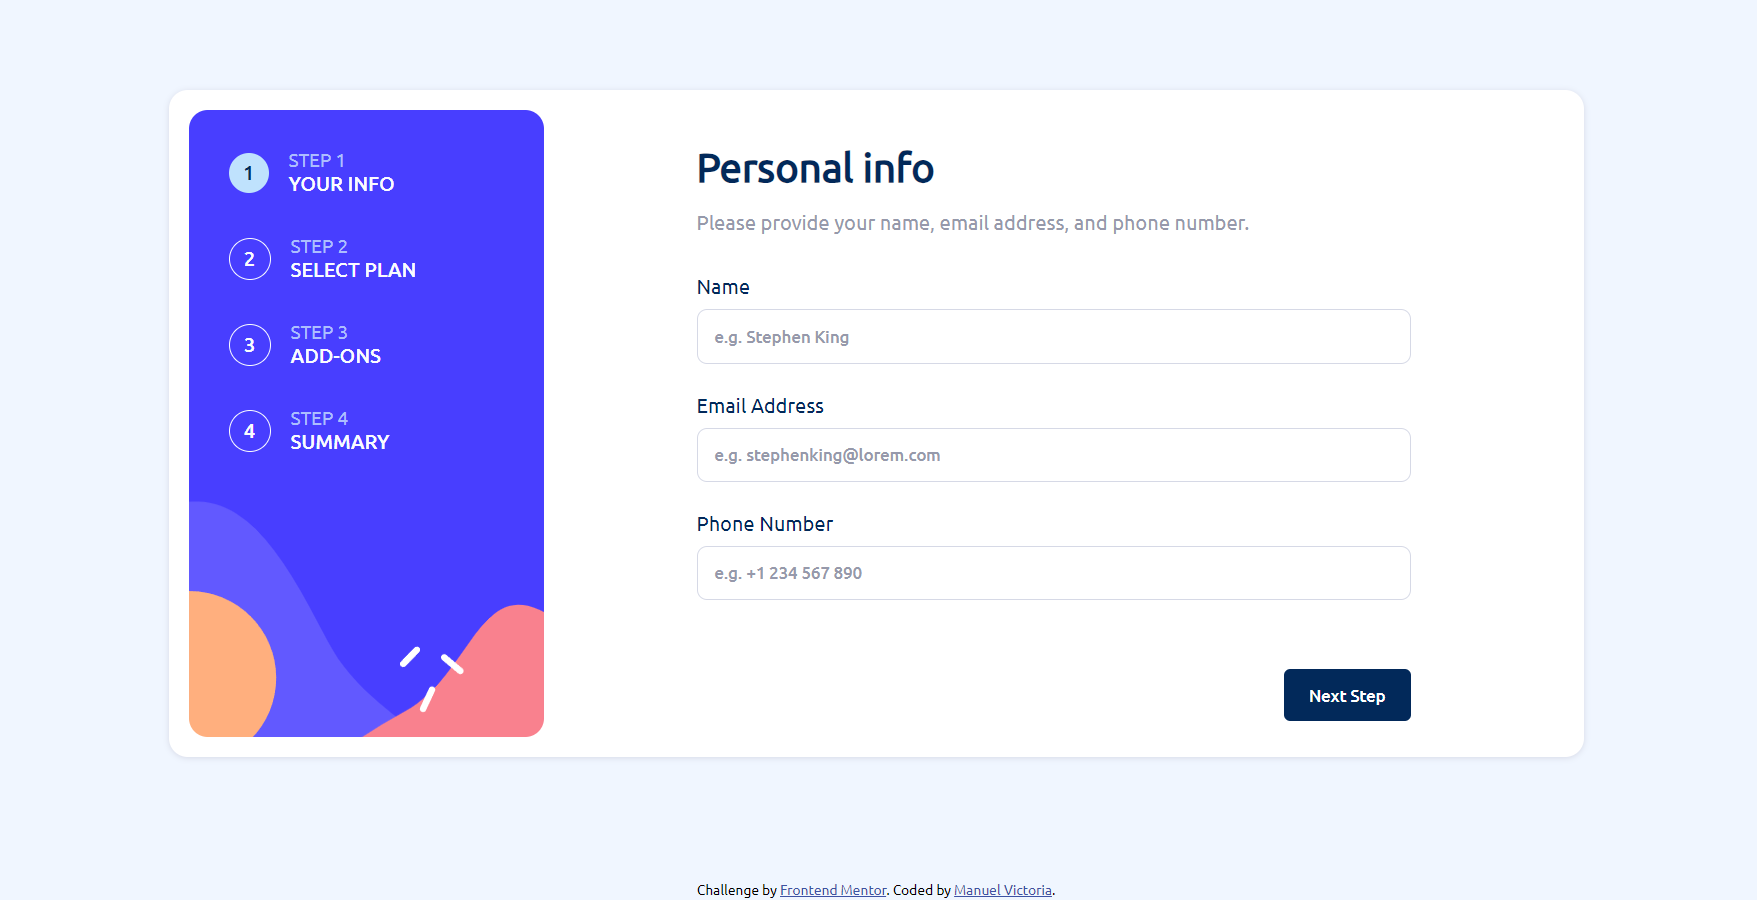 1
STEP 1
YOUR INFO
2
STEP 2
SELECT PLAN
3
STEP 3
ADD-ONS
4
STEP 4
SUMMARY
Personal info
Please provide your name, email address, and phone number.
Name
e.g. Stephen King
Email Address
e.g. stephenking@lorem.com
Phone Number
e.g. +1 234 567 890
Next Step
Challenge by Frontend Mentor. Coded by Manuel Victoria.